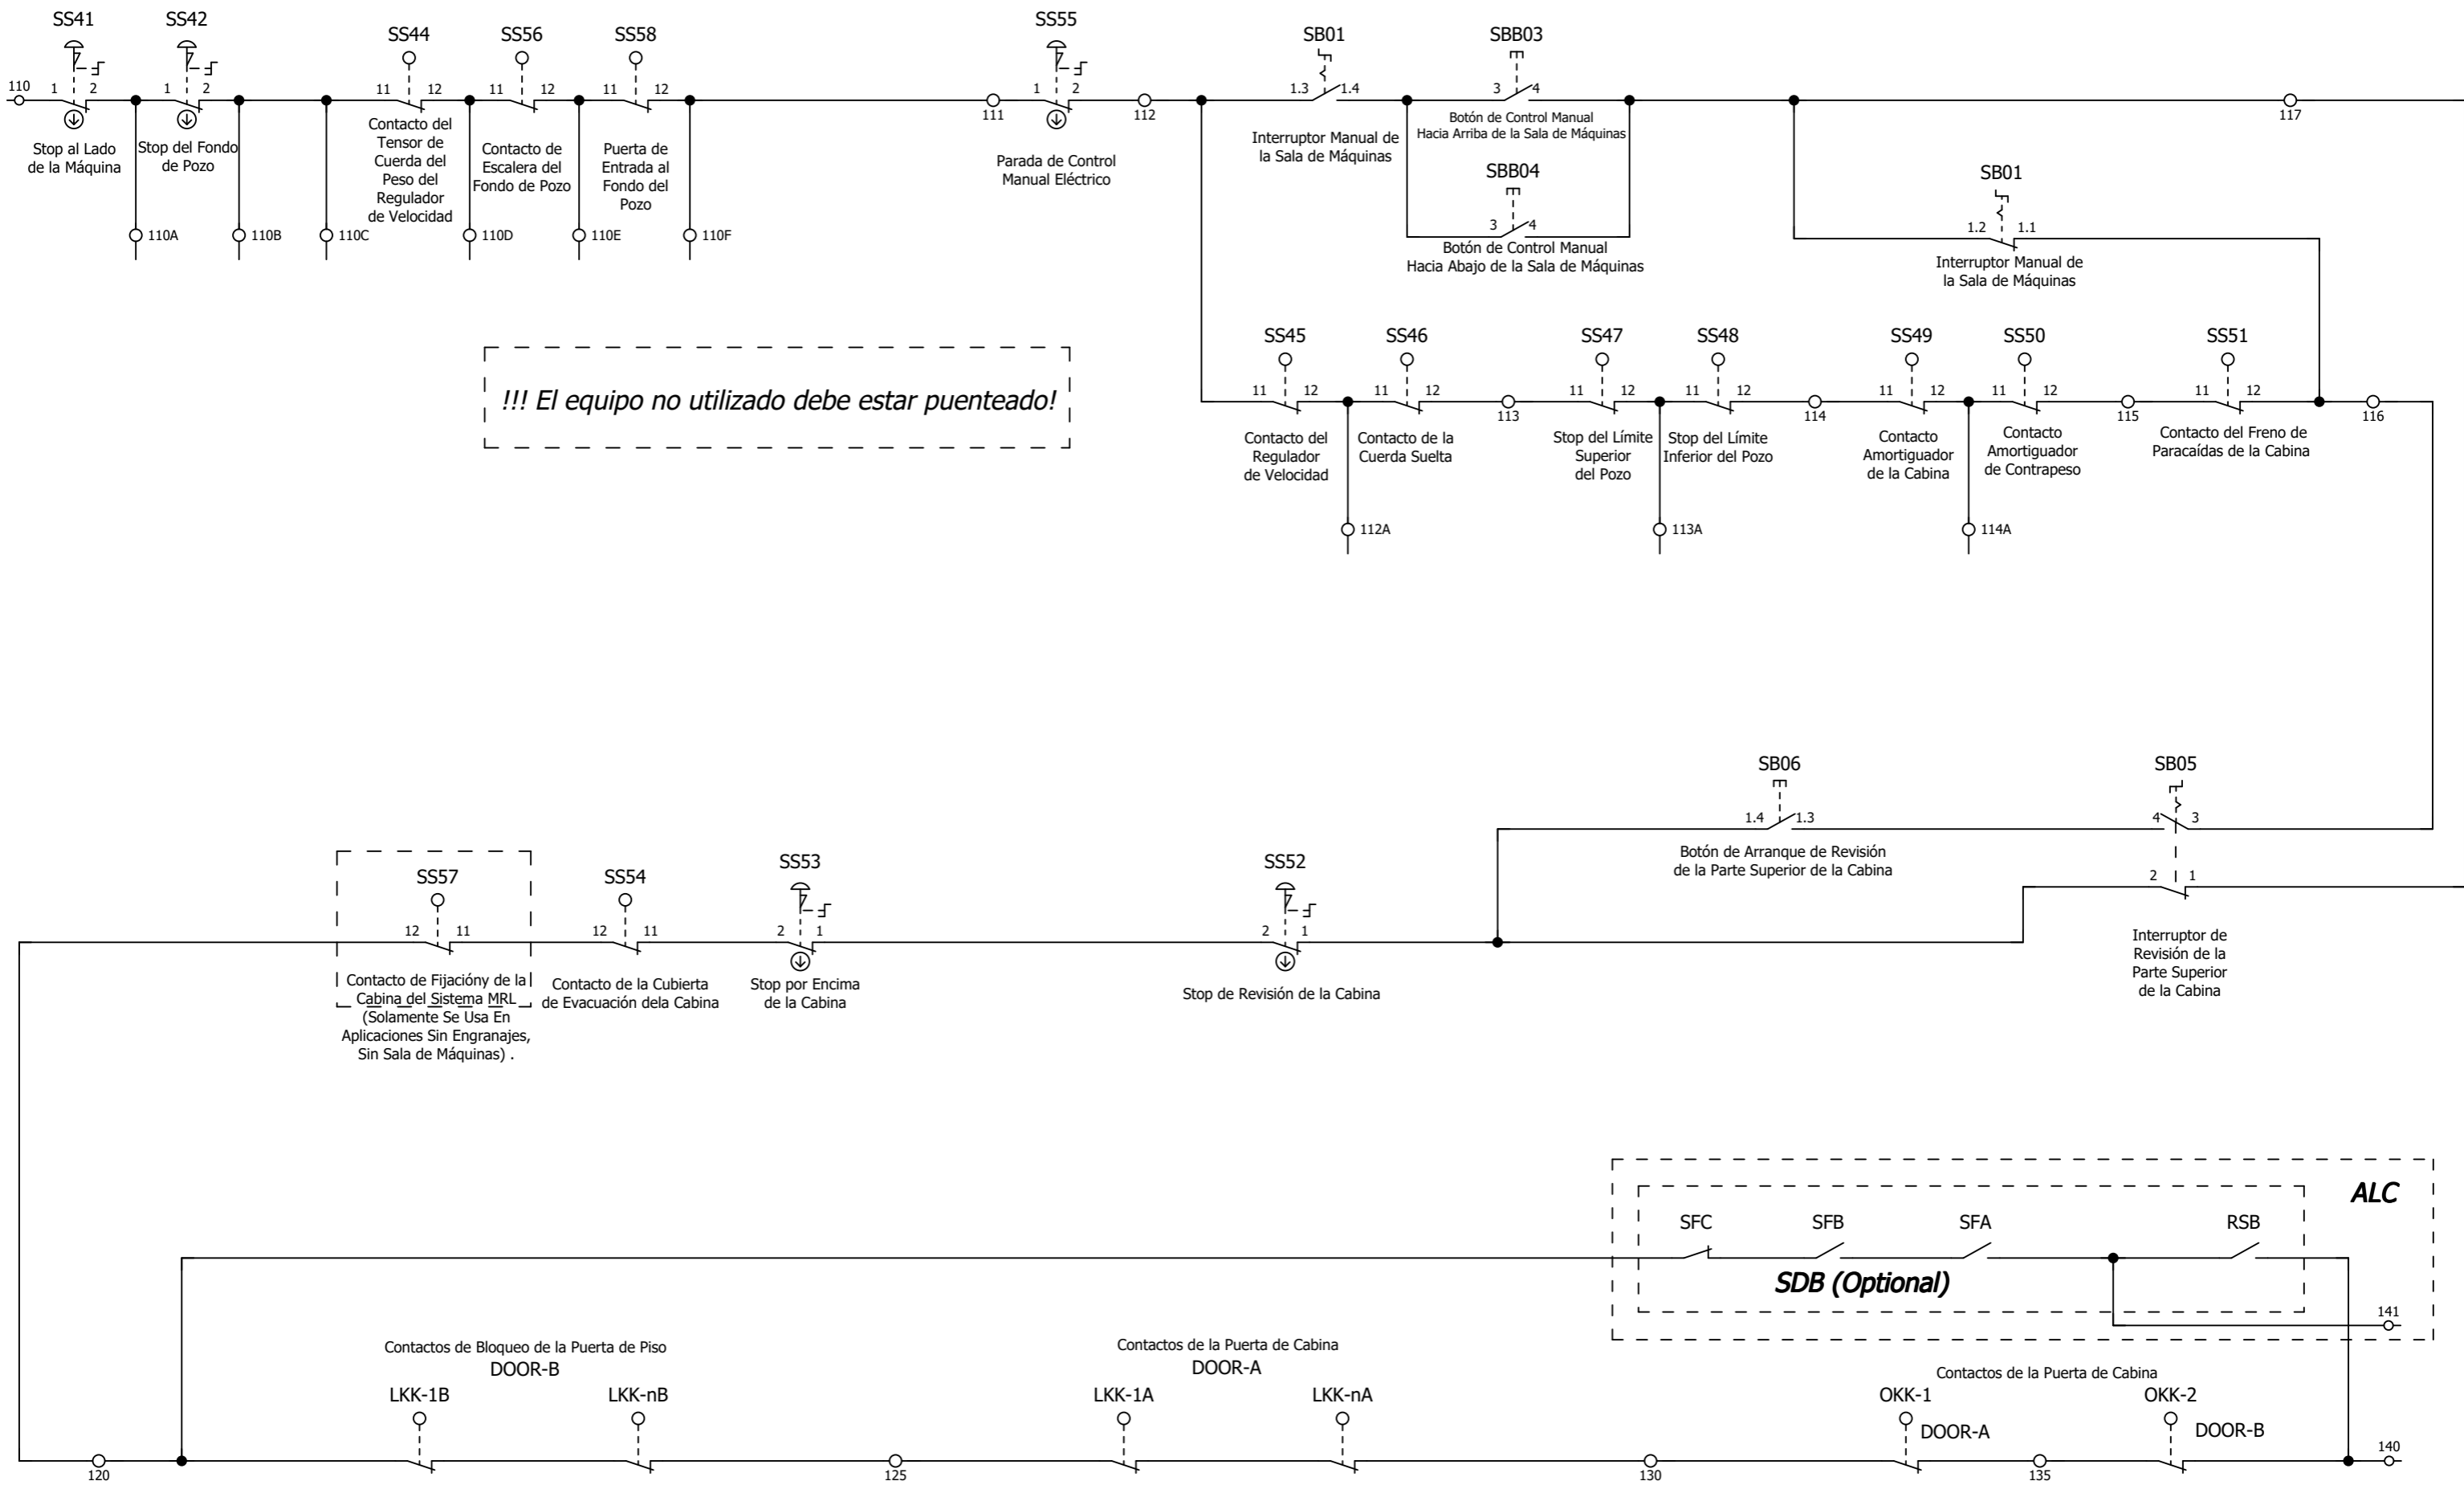 SS41
SS42
SS44
SS56
SS58
SS55
SB01
SBB03
110
1 2
1 2
11 12
11 12
11 12
111
1 2
112
1.3 1.4
3 4
117
Stop al Lado
de la Máquina
Stop del Fondo
de Pozo
Contacto del
Tensor de
Cuerda del
Peso del
Regulador
de Velocidad
Contacto de
Escalera del
Fondo de Pozo
Puerta de
Entrada al
Fondo del
Pozo
Parada de Control
Manual Eléctrico
Interruptor Manual de
la Sala de Máquinas
Botón de Control Manual
Hacia Arriba de la Sala de Máquinas
SBB04
3 4
Botón de Control Manual
Hacia Abajo de la Sala de Máquinas
SB01
1.2 1.1
Interruptor Manual de
la Sala de Máquinas
110A
110B
110C
110D
110E
110F
!!! El equipo no utilizado debe estar puenteado!
SS45
SS46
SS47
SS48
SS49
SS50
SS51
11 12
11 12
113
11 12
11 12
114
11 12
11 12
115
11 12
116
Contacto del
Regulador
de Velocidad
Contacto de la
Cuerda Suelta
Stop del Límite
Superior
del Pozo
Stop del Límite
Inferior del Pozo
Contacto
Amortiguador
de la Cabina
Contacto
Amortiguador
de Contrapeso
Contacto del Freno de
Paracaídas de la Cabina
112A
113A
114A
SB06
SB05
1.4 1.3
4 3
Botón de Arranque de Revisión
de la Parte Superior de la Cabina
2 1
Interruptor de
Revisión de la
Parte Superior
de la Cabina
SS57
SS54
SS53
SS52
12 11
12 11
2 1
2 1
Contacto de Fijacióny de la
Cabina del Sistema MRL
(Solamente Se Usa En
Aplicaciones Sin Engranajes,
Sin Sala de Máquinas) .
Contacto de la Cubierta
de Evacuación dela Cabina
Stop por Encima
de la Cabina
Stop de Revisión de la Cabina
ALC
SFC
SFB
SFA
RSB
SDB (Optional)
141
Contactos de Bloqueo de la Puerta de Piso
DOOR-B
Contactos de la Puerta de Cabina
DOOR-A
Contactos de la Puerta de Cabina
LKK-1B
LKK-nB
LKK-1A
LKK-nA
OKK-1
DOOR-A
OKK-2
DOOR-B
120
125
130
135
140